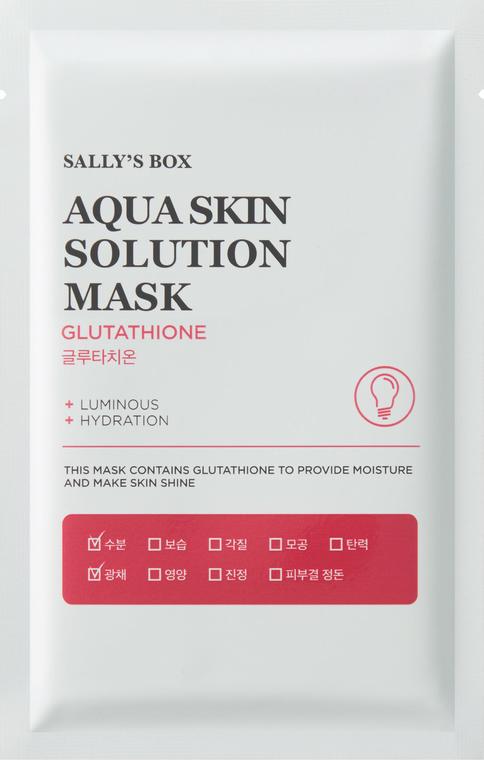 SALLY'S BOX
AQUA SKIN
SOLUTION
MASK
GLUTATHIONE
글루타치온
+ LUMINOUS
+ HYDRATION
THIS MASK CONTAINS GLUTATHIONE TO PROVIDE MOISTURE
AND MAKE SKIN SHINE
☑ 수분 ☐ 보습 ☐ 각질 ☐ 모공 ☐ 탄력
☑ 광채 ☐ 영양 ☐ 진정 ☐ 피부결 정돈